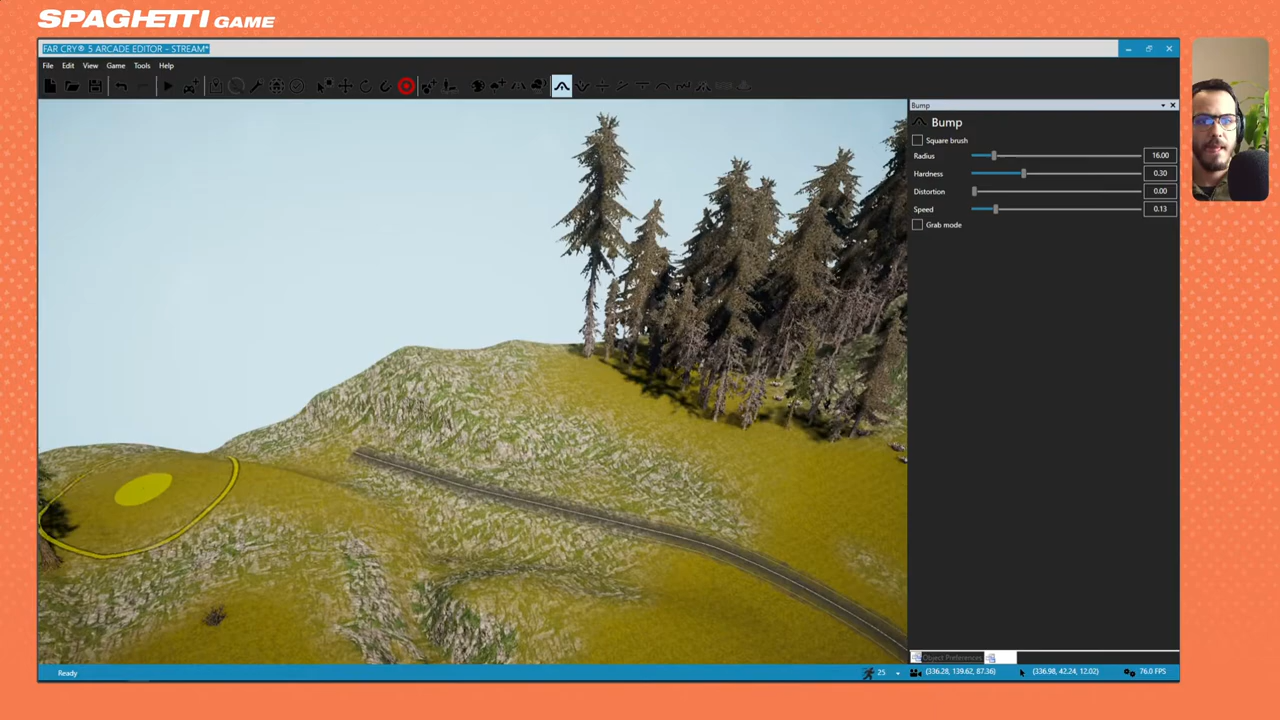 SPAGHETTI GAME
FAR CRY® 5 ARCADE EDITOR - STREAM*
File Edit View Game Tools Help
Bump
Bump
Square brush
Radius 16.00
Hardness 0.30
Distortion 0.00
Speed 0.13
Grab mode
Object Preferences
Ready 25 (336.28, 139.62, 87.36) (336.98, 42.24, 12.02) 76.0 FPS